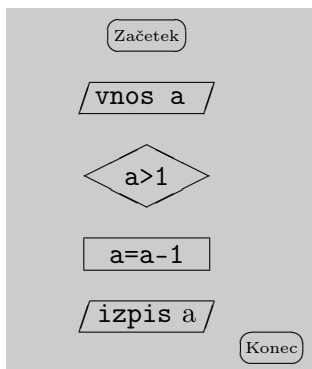 Začetek
vnos a
a>1
a=a-1
izpis a
Konec